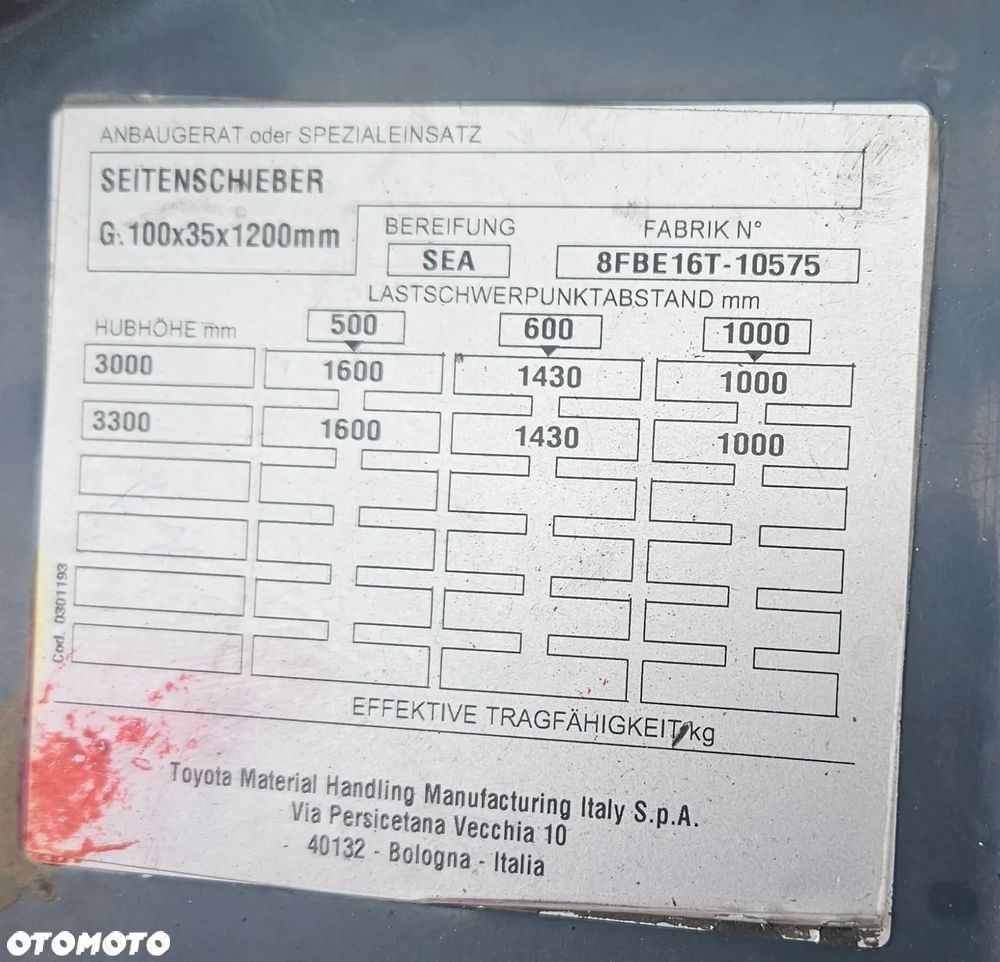 ANBAUGERAT oder SPEZIALEINSATZ
SEITENSCHIEBER
G. 100x35x1200mm
BEREIFUNG FABRIK N°
SEA 8FBE16T-10575
LASTSCHWERPUNKTABSTAND mm
HUBHÖHE mm 500 600 1000
3000 1600 1430 1000
3300 1600 1430 1000
Cod. 0301193
EFFEKTIVE TRAGFÄHIGKEIT kg
Toyota Material Handling Manufacturing Italy S.p.A.
Via Persicetana Vecchia 10
40132 - Bologna - Italia
OTOMOTO